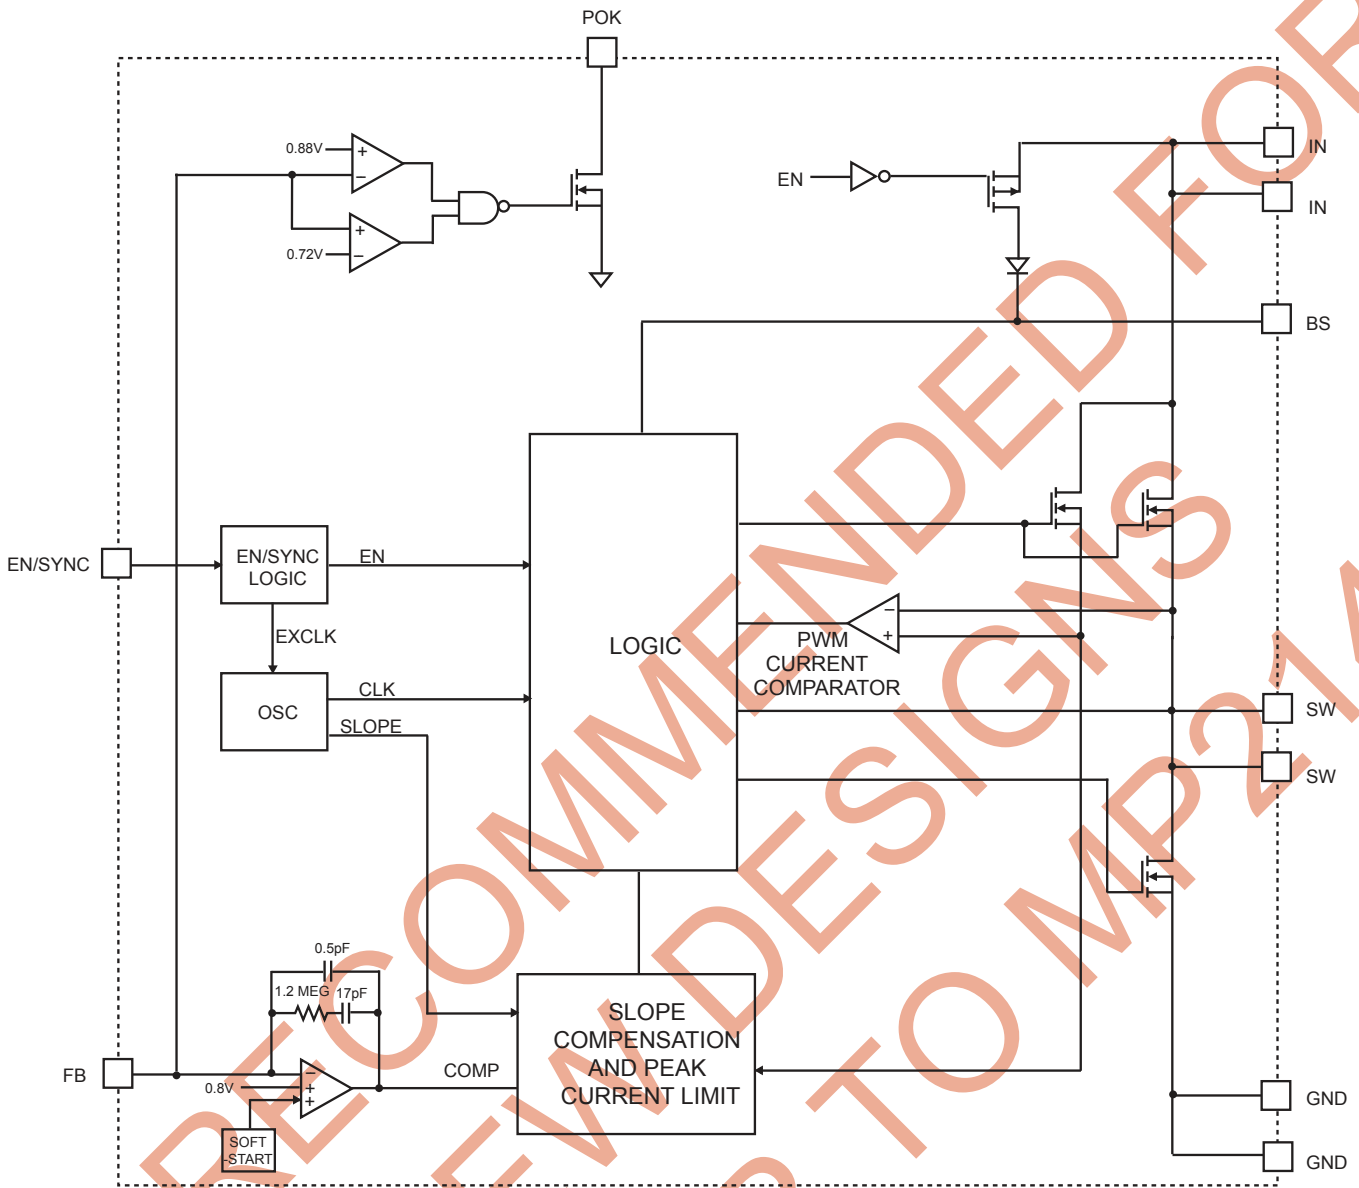 POK
0.88V
+
−
+
0.72V
−
EN
IN
IN
BS
EN/SYNC
EN/SYNC
LOGIC
EN
EXCLK
OSC
CLK
SLOPE
LOGIC
−
+
PWM
CURRENT
COMPARATOR
SW
SW
0.5pF
1.2 MEG
17pF
FB
−
0.8V
+
+
SOFT
-START
COMP
SLOPE
COMPENSATION
AND PEAK
CURRENT LIMIT
GND
GND
RECOMMENDED FOR
EW DESIGNS
R TO MP214